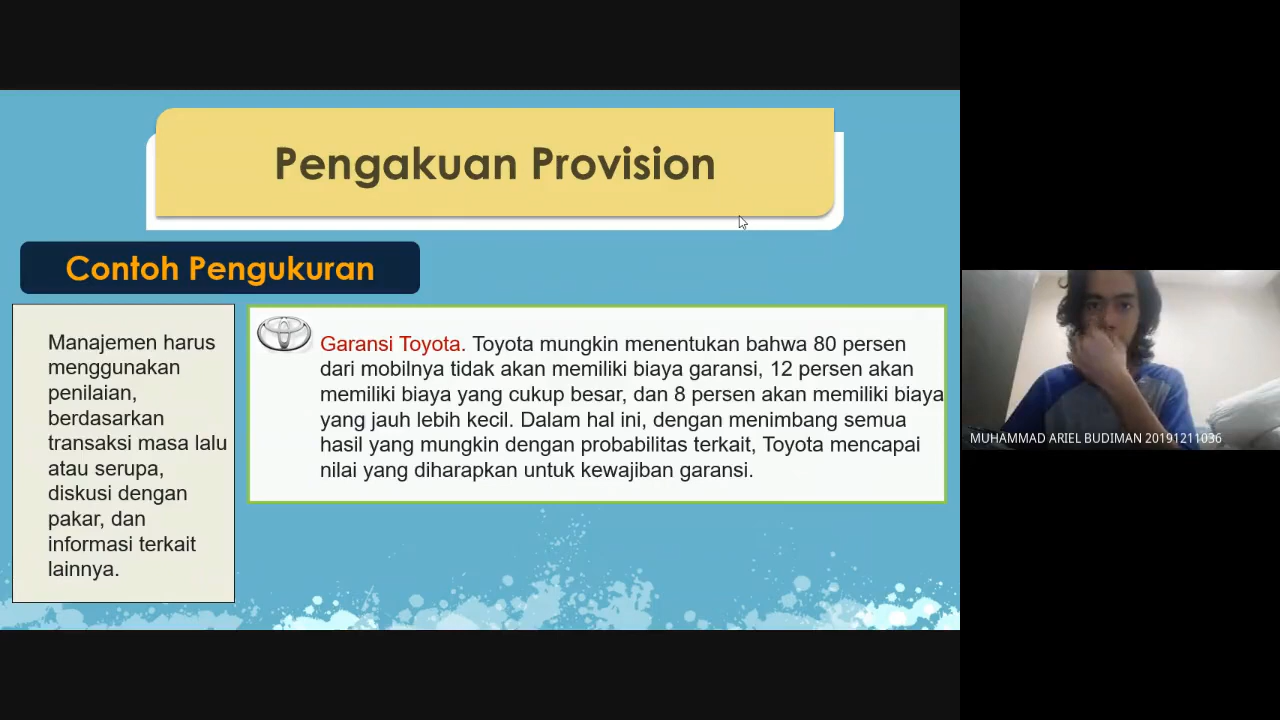 Pengakuan Provision
Contoh Pengukuran
Manajemen harus
menggunakan
penilaian,
berdasarkan
transaksi masa lalu
atau serupa,
diskusi dengan
pakar, dan
informasi terkait
lainnya.
Garansi Toyota. Toyota mungkin menentukan bahwa 80 persen
dari mobilnya tidak akan memiliki biaya garansi, 12 persen akan
memiliki biaya yang cukup besar, dan 8 persen akan memiliki biaya
yang jauh lebih kecil. Dalam hal ini, dengan menimbang semua
hasil yang mungkin dengan probabilitas terkait, Toyota mencapai
nilai yang diharapkan untuk kewajiban garansi.
MUHAMMAD ARIEL BUDIMAN 20191211036